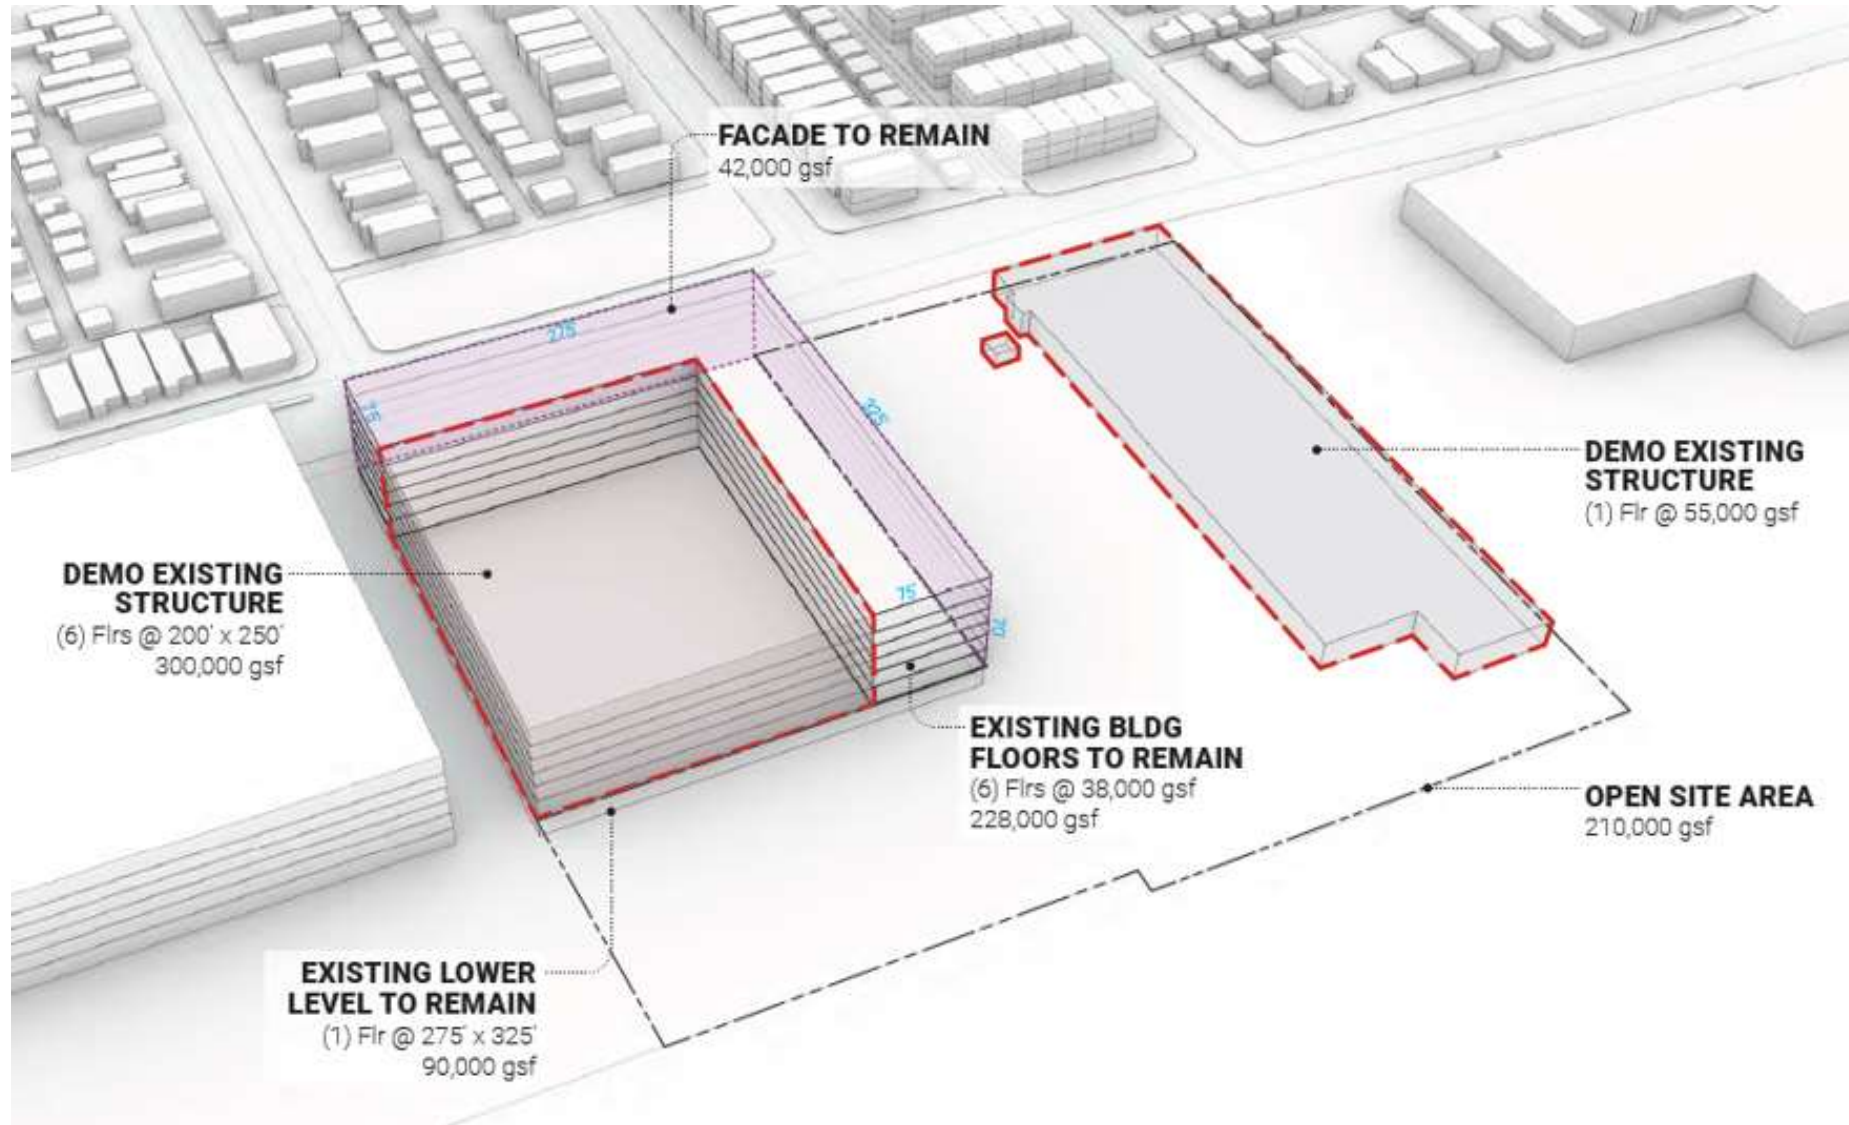 FACADE TO REMAIN
42,000 gsf
275'
75'
325'
75'
70'
DEMO EXISTING
STRUCTURE
(1) Flr @ 55,000 gsf
DEMO EXISTING
STRUCTURE
(6) Flrs @ 200' x 250'
300,000 gsf
EXISTING BLDG
FLOORS TO REMAIN
(6) Flrs @ 38,000 gsf
228,000 gsf
OPEN SITE AREA
210,000 gsf
EXISTING LOWER
LEVEL TO REMAIN
(1) Flr @ 275' x 325'
90,000 gsf